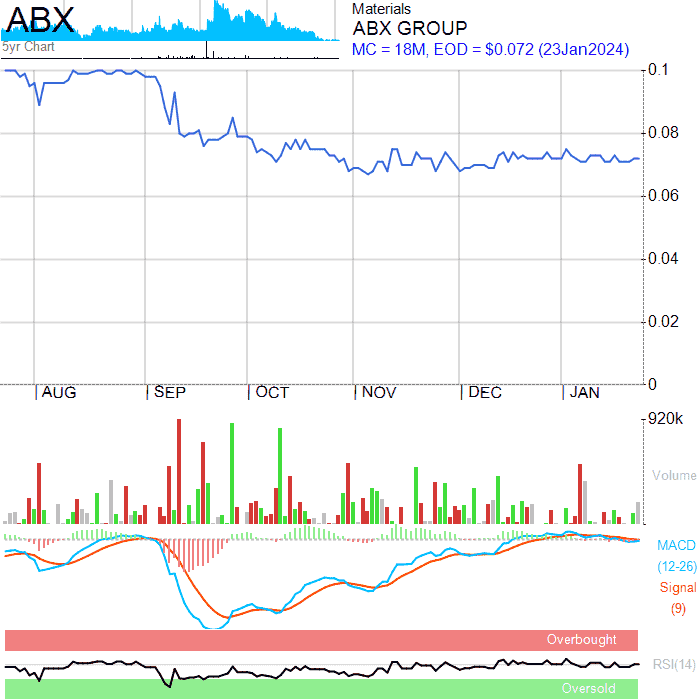 ABX
5yr Chart
Materials
ABX GROUP
MC = 18M, EOD = $0.072 (23Jan2024)
0.1
0.08
0.06
0.04
0.02
0
AUG SEP OCT NOV DEC JAN
920k
Volume
MACD
(12-26)
Signal
(9)
Overbought
RSI(14)
Oversold